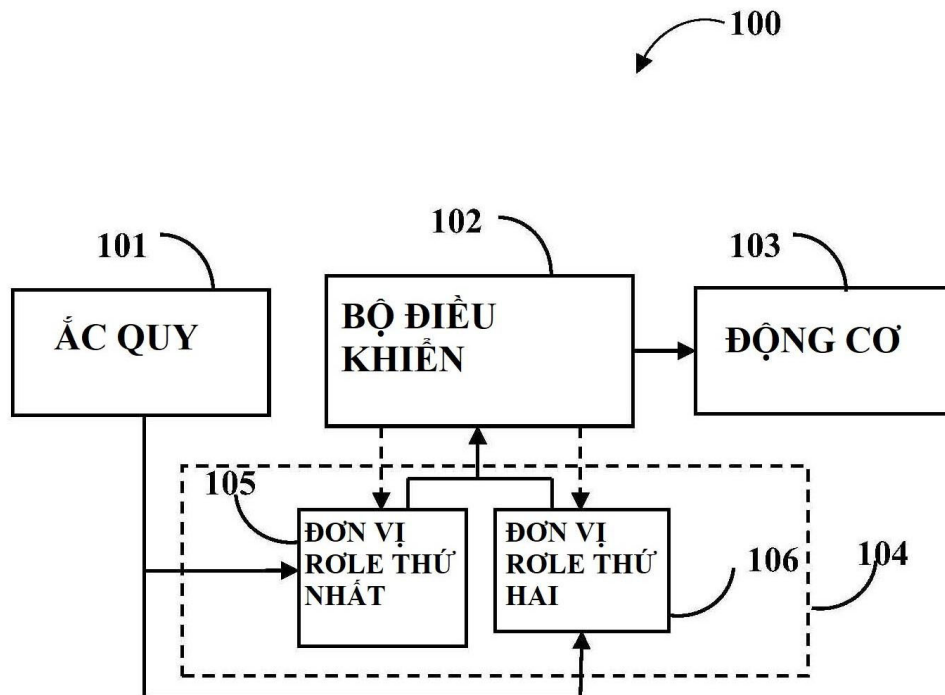 100
101
102
103
ẮC QUY
BỘ ĐIỀU
KHIỂN
ĐỘNG CƠ
105
ĐƠN VỊ
RƠLE THỨ
NHẤT
ĐƠN VỊ
RƠLE THỨ
HAI
106
104